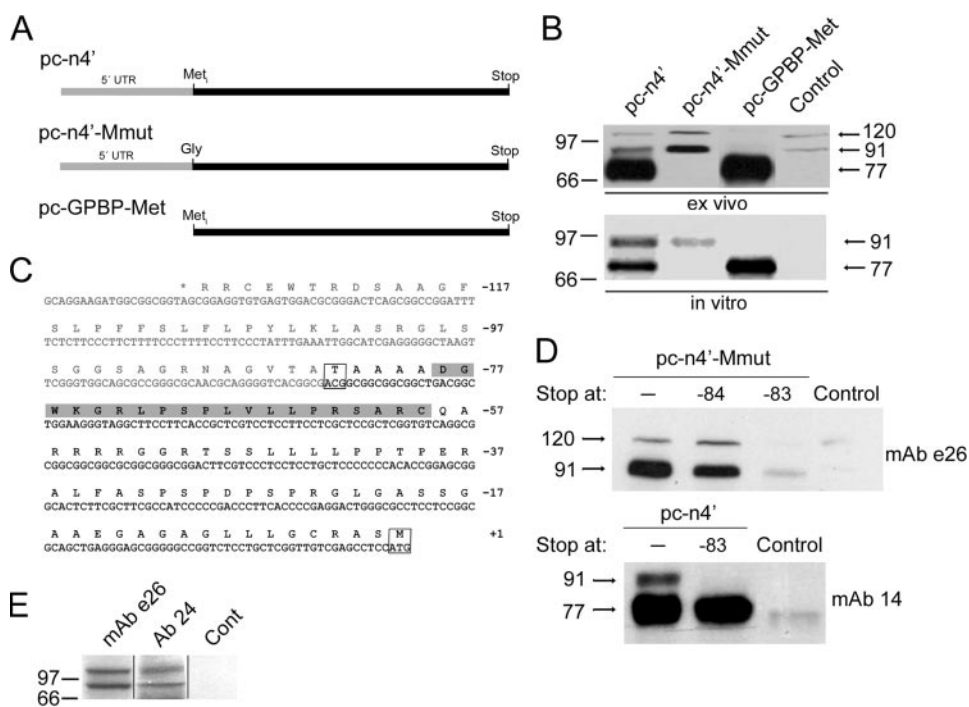 A
pc-n4'
5´ UTR
Met i
Stop
pc-n4'-Mmut
5´ UTR
Gly
Stop
pc-GPBP-Met
Met i
Stop
B
pc-n4' pc-n4'-Mmut pc-GPBP-Met Control
97
66
120
91
77
ex vivo
97
66
91
77
in vitro
C
* R R C E W T R D S A A G F -117
GCAGGAAGATGGCGGCGGTAGCGGAGGTGTGAGTGGACGCGGGACTCAGCGGCCGGATTT
S L P F F S L F L P Y L K L A S R G L S -97
TCTCTTCCCTTCTTTTCCCTTTTCCTTCCCTATTTGAAATTGGCATCGAGGGGGCTAAGT
S G G S A G R N A G V T A T A A A A D G -77
TCGGGTGGCAGCGCCGGGCGCAACGCAGGGGTCACGGCGACGGCGGCGGCGGCTGACGGC
W K G R L P S P L V L L P R S A R C Q A -57
TGGAAGGGTAGGCTTCCTTCACCGCTCGTCCTCCTTCCTCGCTCCGCTCGGTGTCAGGCG
R R R R G G R T S S L L L L P P T P E R -37
CGGCGGCGGCGCGGCGGGCGGACTTCGTCCCTCCTCCTGCTCCCCCCCACACCGGAGCGG
A L F A S P S P D P S P R G L G A S S G -17
GCACTCTTCGCTTCGCCATCCCCCGACCCTTCACCCCGAGGACTGGGCGCCTCCTCCGGC
A A E G A G A G L L L G C R A S M +1
GCAGCTGAGGGAGCGGGGGCCGGTCTCCTGCTCGGTTGTCGAGCCTCCATG
D
pc-n4'-Mmut
Stop at: – -84 -83 Control
120
91
mAb e26
pc-n4'
Stop at: – -83 Control
91
77
mAb 14
E
mAb e26 Ab 24 Cont
97
66